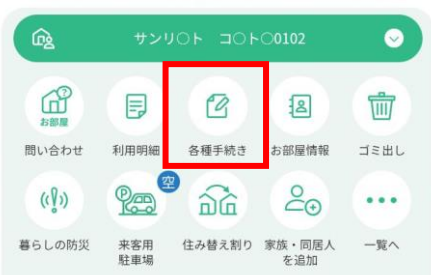 サンリ○ト コ○ト○0102
お部屋
問い合わせ
利用明細
各種手続き
お部屋情報
ゴミ出し
空
暮らしの防災
来客用
駐車場
住み替え割り
家族・同居人
を追加
一覧へ